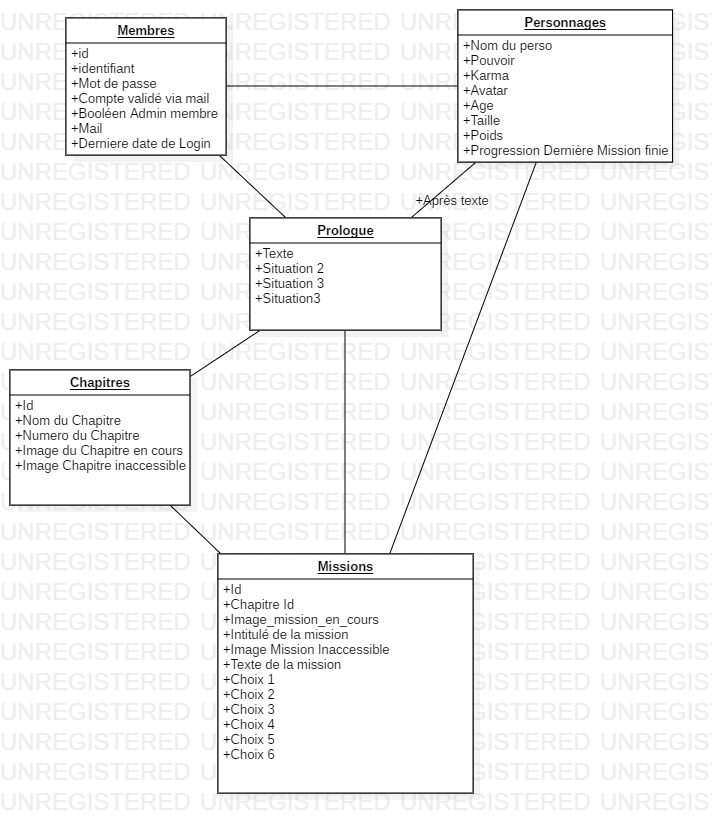 Membres
+id
+identifiant
+Mot de passe
+Compte validé via mail
+Booléen Admin membre
+Mail
+Derniere date de Login
Personnages
+Nom du perso
+Pouvoir
+Karma
+Avatar
+Age
+Taille
+Poids
+Progression Dernière Mission finie
+Après texte
Prologue
+Texte
+Situation 2
+Situation 3
+Situation3
Chapitres
+Id
+Nom du Chapitre
+Numero du Chapitre
+Image du Chapitre en cours
+Image Chapitre inaccessible
Missions
+Id
+Chapitre Id
+Image_mission_en_cours
+Intitulé de la mission
+Image Mission Inaccessible
+Texte de la mission
+Choix 1
+Choix 2
+Choix 3
+Choix 4
+Choix 5
+Choix 6
UNREGISTERED